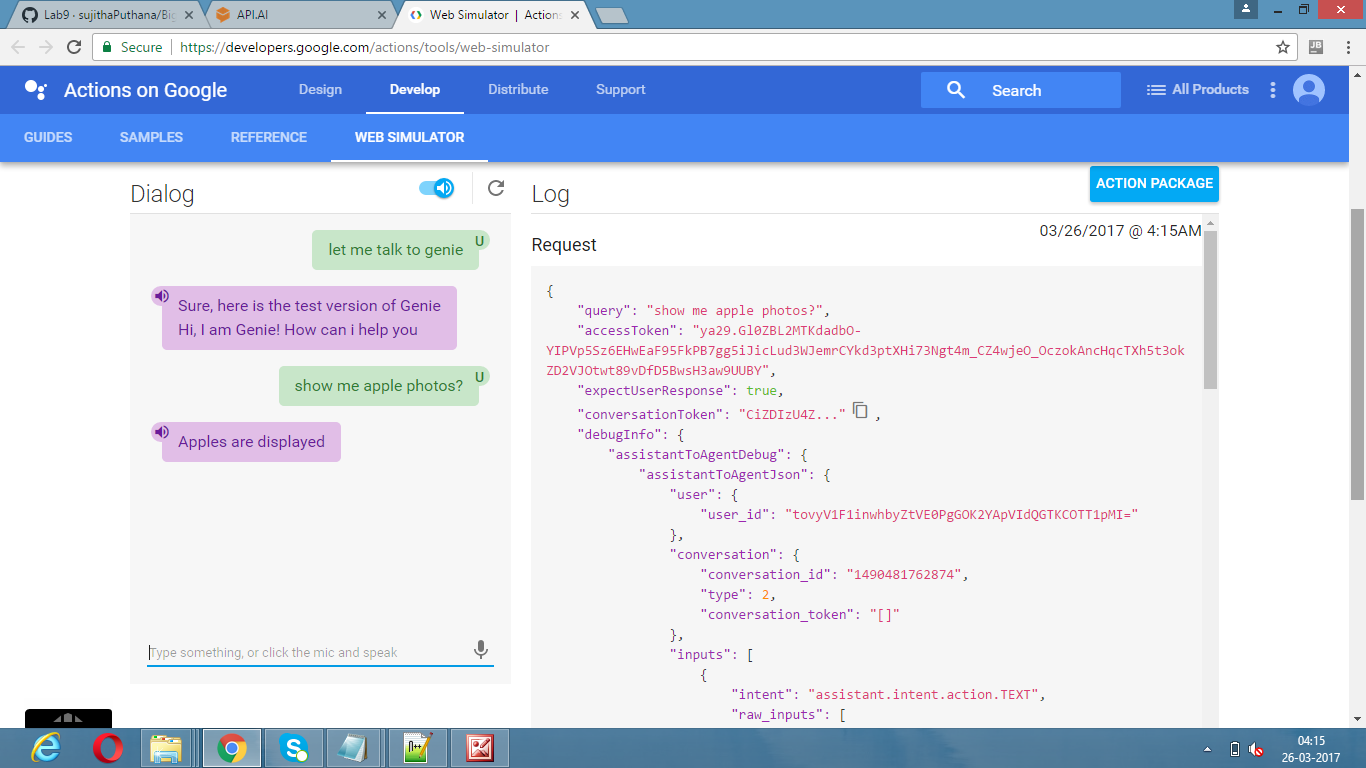 Lab9 · sujithaPuthana/Big
API.AI
Web Simulator | Actions
Secure
https://developers.google.com/actions/tools/web-simulator
JB
Actions on Google
Design
Develop
Distribute
Support
Search
All Products
GUIDES
SAMPLES
REFERENCE
WEB SIMULATOR
Dialog
let me talk to genie
U
Sure, here is the test version of Genie
Hi, I am Genie! How can i help you
show me apple photos?
U
Apples are displayed
Type something, or click the mic and speak
Log
ACTION PACKAGE
03/26/2017 @ 4:15AM
Request
{
"query": "show me apple photos?",
"accessToken": "ya29.Gl0ZBL2MTKdadbO-
YIPVp5Sz6EHwEaF95FkPB7gg5iJicLud3WJemrCYkd3ptXHi73Ngt4m_CZ4wjeO_OczokAncHqcTXh5t3ok
ZD2VJOtwt89vDfD5BwsH3aw9UUBY",
"expectUserResponse": true,
"conversationToken": "CiZDIzU4Z..." ,
"debugInfo": {
"assistantToAgentDebug": {
"assistantToAgentJson": {
"user": {
"user_id": "tovyV1F1inwhbyZtVE0PgGOK2YApVIdQGTKCOTT1pMI="
},
"conversation": {
"conversation_id": "1490481762874",
"type": 2,
"conversation_token": "[]"
},
"inputs": [
{
"intent": "assistant.intent.action.TEXT",
"raw_inputs": [
04:15
26-03-2017